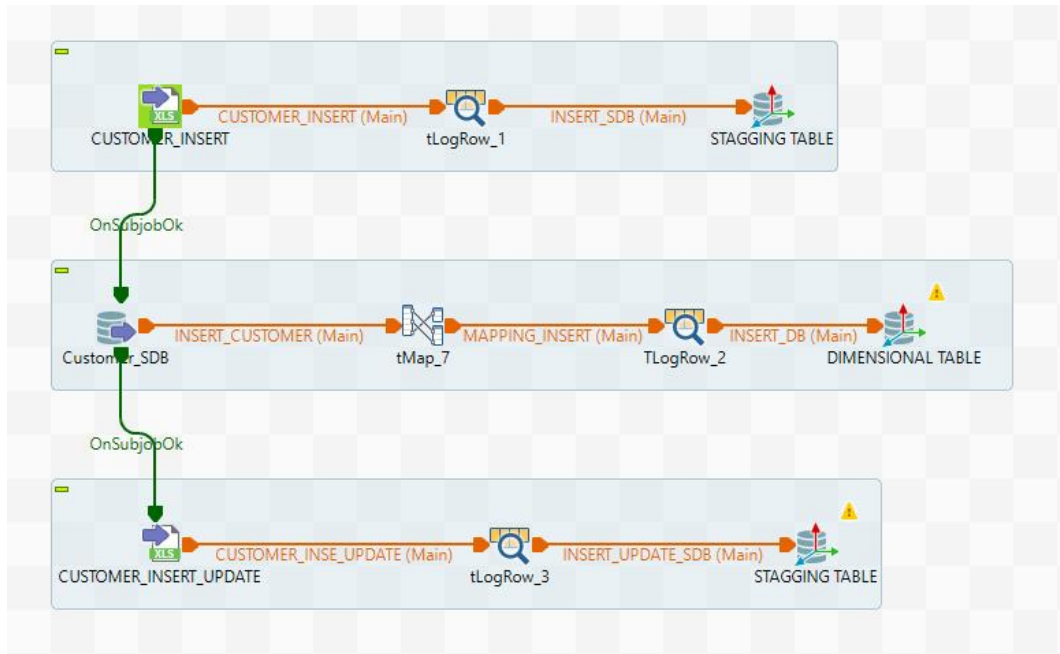 CUSTOMER_INSERT (Main)
INSERT_SDB (Main)
XLS
CUSTOMER_INSERT
tLogRow_1
STAGGING TABLE
OnSubjobOk
INSERT_CUSTOMER (Main)
MAPPING_INSERT (Main)
INSERT_DB (Main)
Customer_SDB
tMap_7
TLogRow_2
DIMENSIONAL TABLE
OnSubjobOk
CUSTOMER_INSE_UPDATE (Main)
INSERT_UPDATE_SDB (Main)
XLS
CUSTOMER_INSERT_UPDATE
tLogRow_3
STAGGING TABLE